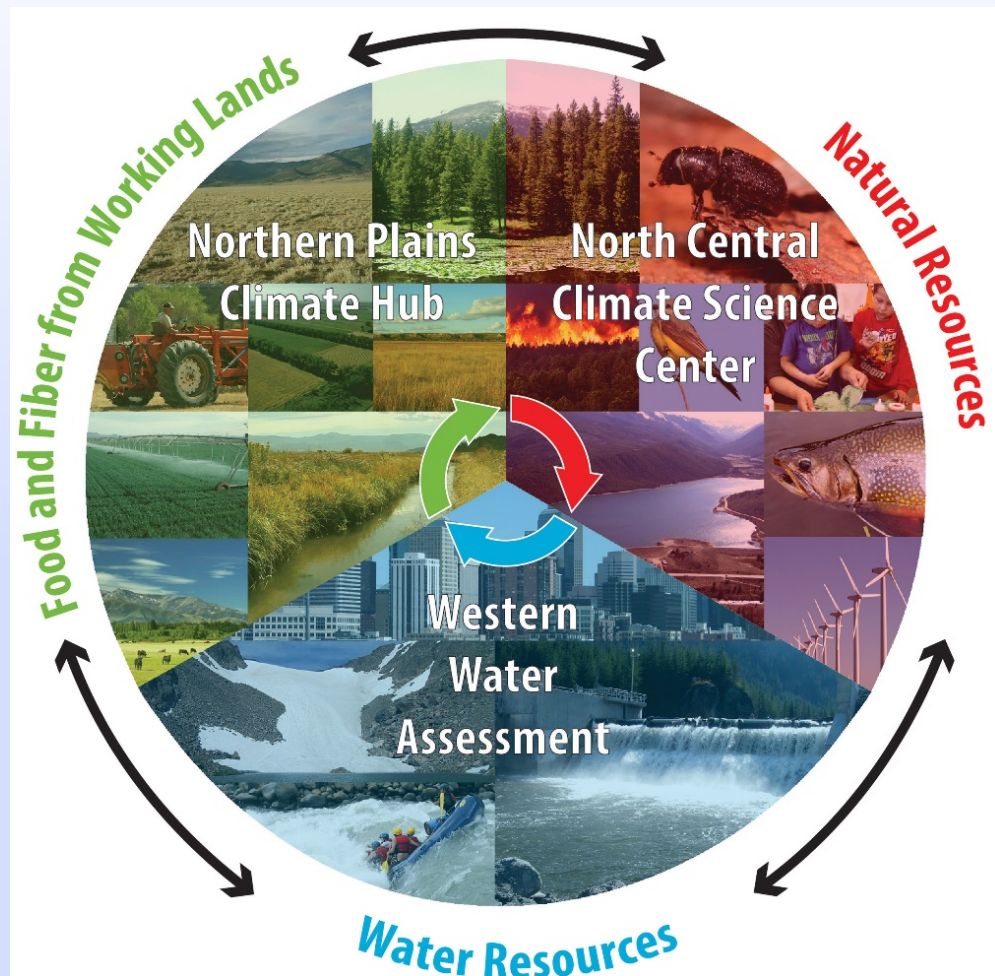 Food and Fiber from Working Lands
Natural Resources
Northern Plains
Climate Hub
North Central
Climate Science
Center
Western
Water
Assessment
Water Resources